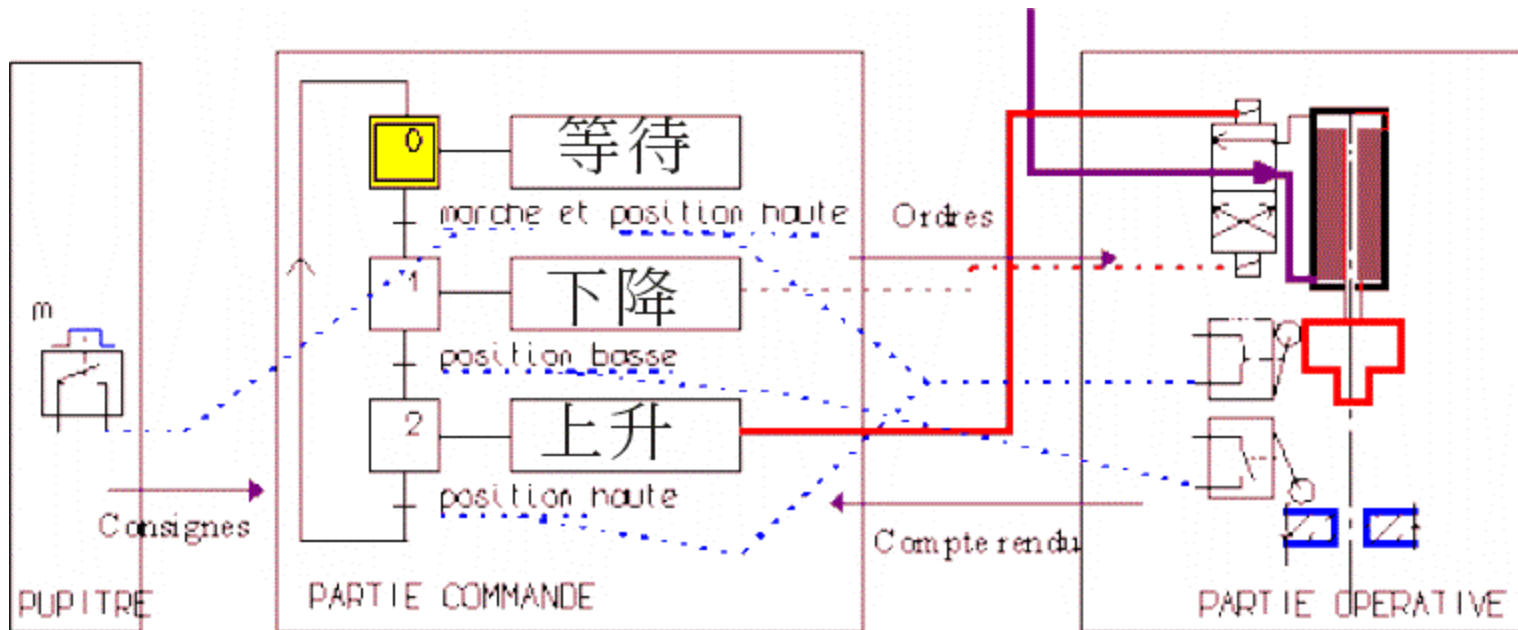 m
Consignes
PUPITRE
0
等待
marche et position haute
1
下降
position basse
2
上升
position haute
PARTIE COMMANDE
Ordres
Compte rendu
PARTIE OPERATIVE